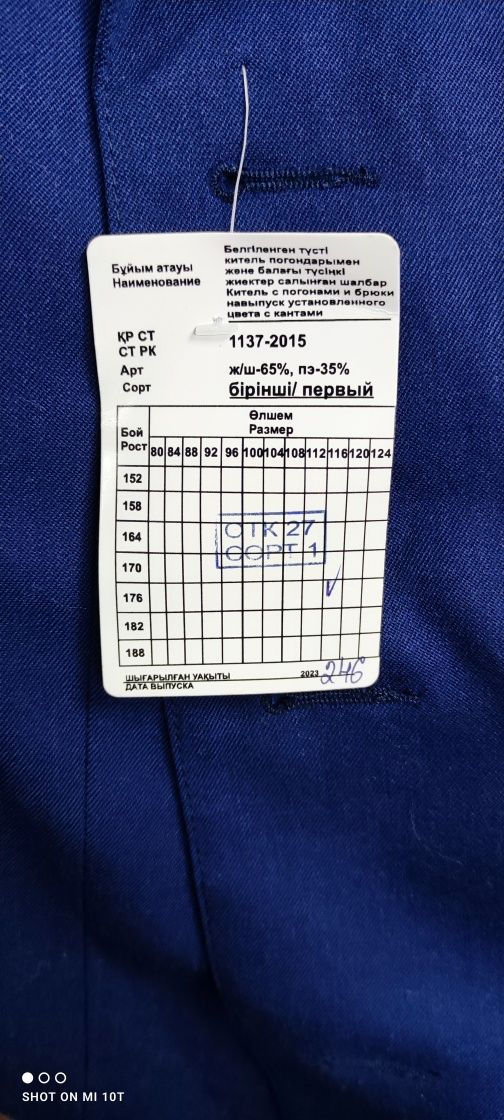 Бұйым атауы
Наименование
Белгіленген түсті
китель погондарымен
жене балағы түсіңкі
жиектер салынған шалбар
Китель с погонами и брюки
навыпуск установленного
цвета с кантами
ҚР СТ
СТ РК
1137-2015
Арт ж/ш-65%, пэ-35%
Сорт бірінші/ первый
Бой
Рост
Өлшем
Размер
80 84 88 92 96 100 104 108 112 116 120 124
152
158
164
170
176
182
188
ОТК 27
СОРТ 1
ШЫҒАРЫЛҒАН УАҚЫТЫ
ДАТА ВЫПУСКА
2023 246
SHOT ON MI 10T